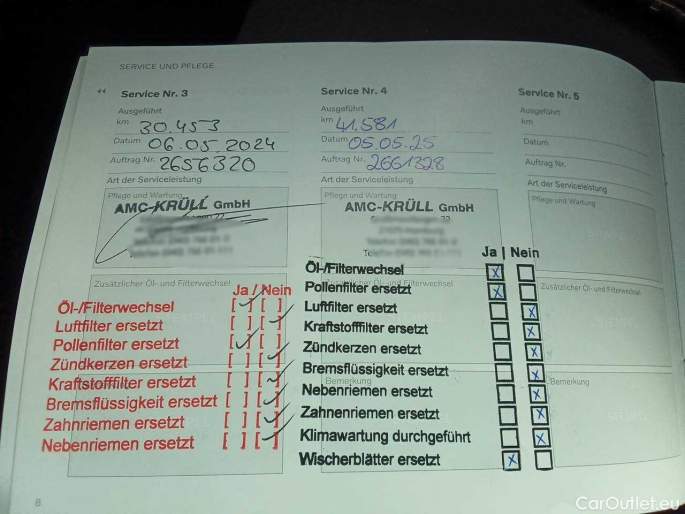 SERVICE UND PFLEGE
Service Nr. 3
Ausgeführt
km 30.453
Datum 06.05.2024
Auftrag Nr. 2656320
Art der Serviceleistung
Pflege und Wartung
AMC-KRÜLL GmbH
Zusätzlicher Öl- und Filterwechsel
Ja / Nein
Öl-/Filterwechsel [✓] [ ]
Luftfilter ersetzt [ ] [✓]
Pollenfilter ersetzt [✓] [ ]
Zündkerzen ersetzt [ ] [✓]
Kraftstofffilter ersetzt [ ] [✓]
Bremsflüssigkeit ersetzt [ ] [✓]
Zahnriemen ersetzt [ ] [✓]
Nebenriemen ersetzt [ ] [✓]
8
Service Nr. 4
Ausgeführt
km 41.581
Datum 05.05.25
Auftrag Nr. 2661328
Art der Serviceleistung
Pflege und Wartung
AMC-KRÜLL GmbH
Ja | Nein
Öl-/Filterwechsel X
Pollenfilter ersetzt X
Luftfilter ersetzt X
Kraftstofffilter ersetzt X
Zündkerzen ersetzt X
Bremsflüssigkeit ersetzt X
Nebenriemen ersetzt X
Zahnenriemen ersetzt X
Klimawartung durchgeführt X
Wischerblätter ersetzt X
Bemerkung
Service Nr. 5
Ausgeführt
km
Datum
Auftrag Nr.
Art der Serviceleistung
Pflege und Wartung
Zusätzlicher Öl- und Filterwechsel
Bemerkung
CarOutlet.eu